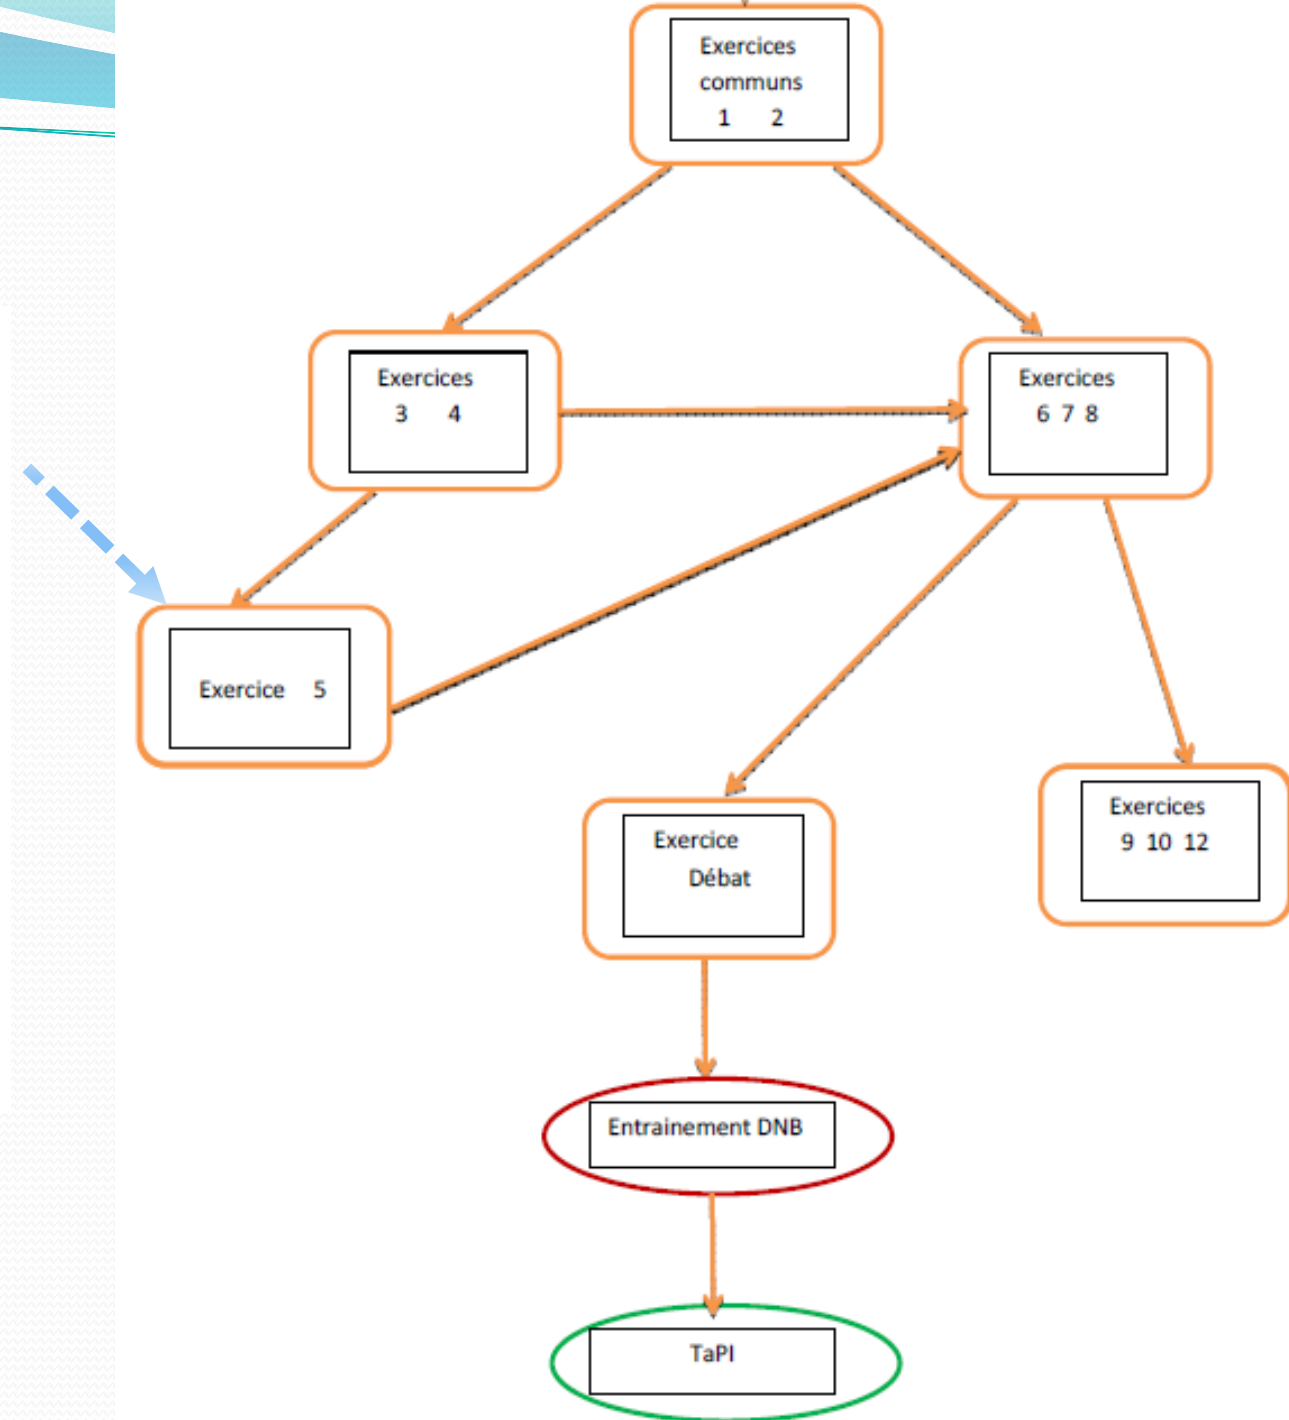 Exercices
communs
1 2
Exercices
3 4
Exercices
6 7 8
Exercice 5
Exercice
Débat
Exercices
9 10 12
Entrainement DNB
TaPI